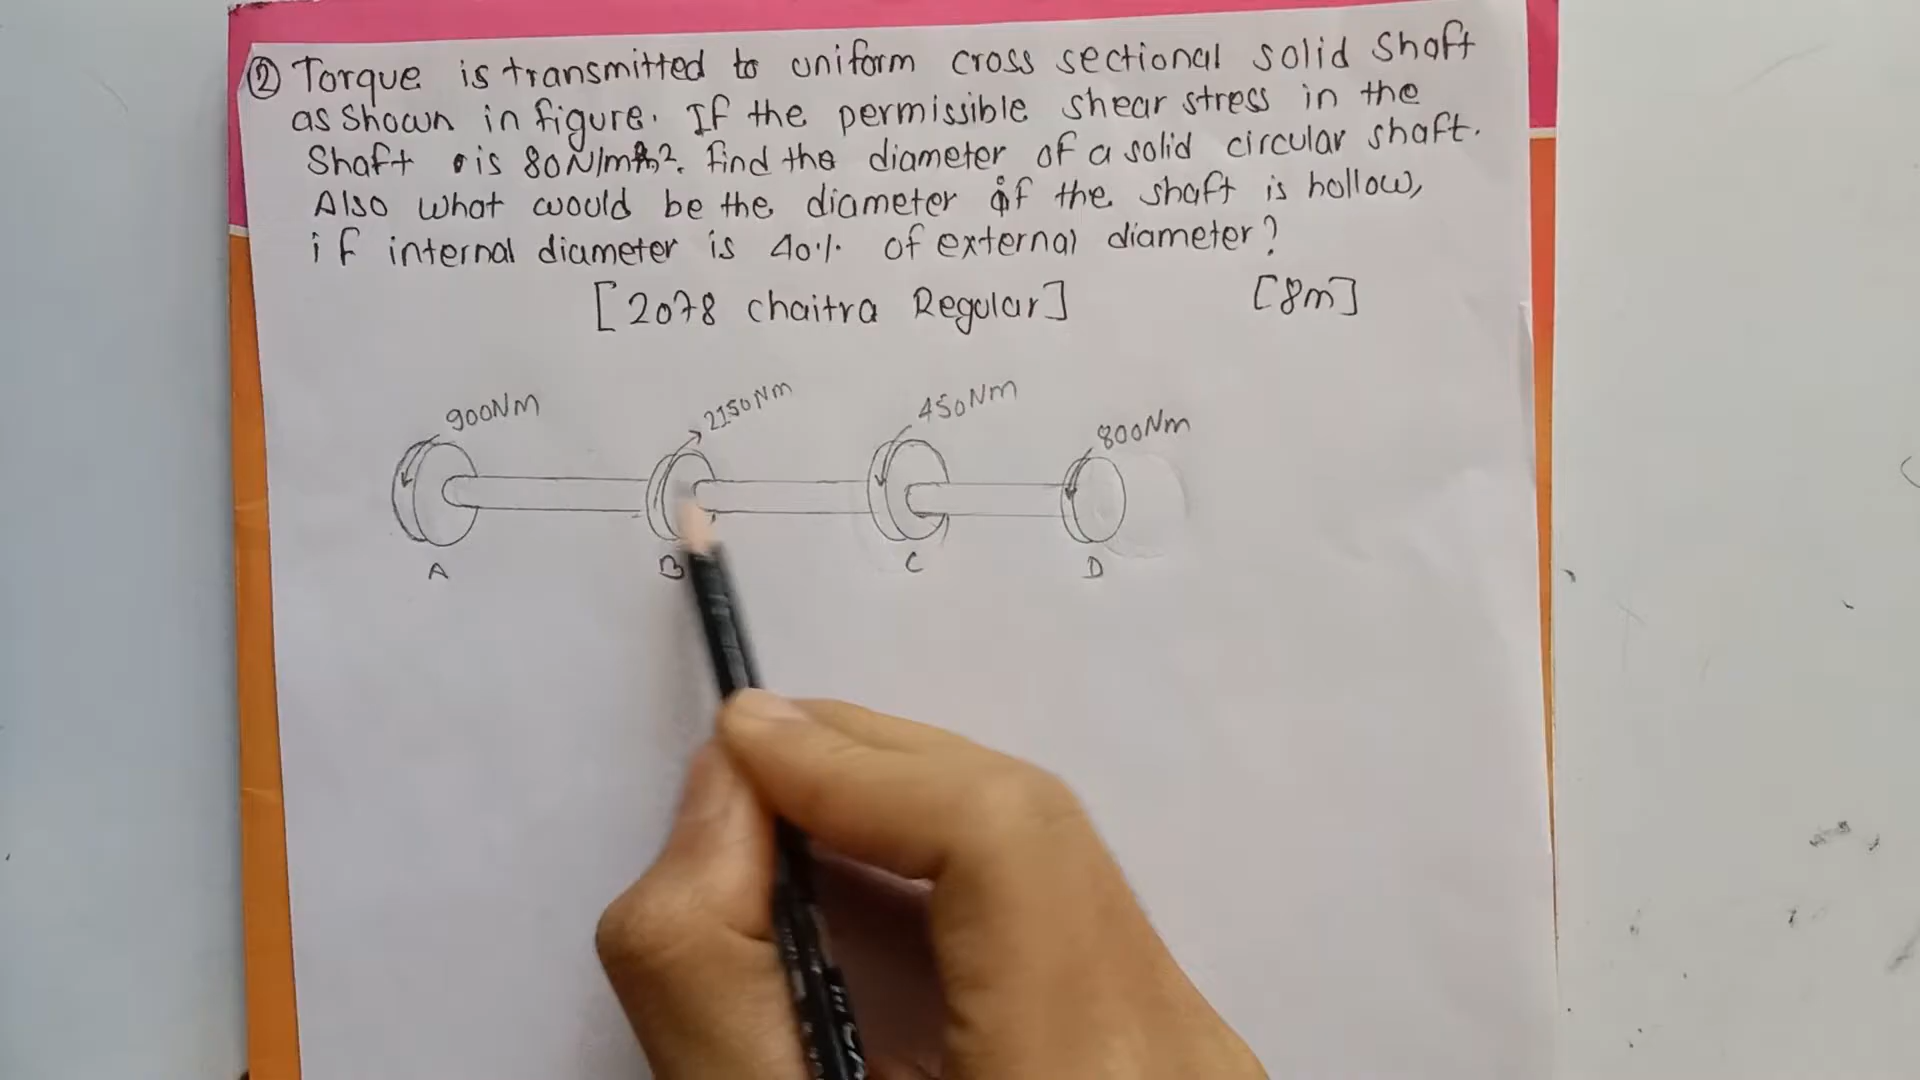 ② Torque is transmitted to uniform cross sectional solid shaft
as shown in figure. If the permissible shear stress in the
shaft is 80N/mm². find the diameter of a solid circular shaft.
Also what would be the diameter if the shaft is hollow,
if internal diameter is 40% of external diameter?
[2078 chaitra Regular] [8m]
900Nm 2150Nm 450Nm 800Nm
A B C D